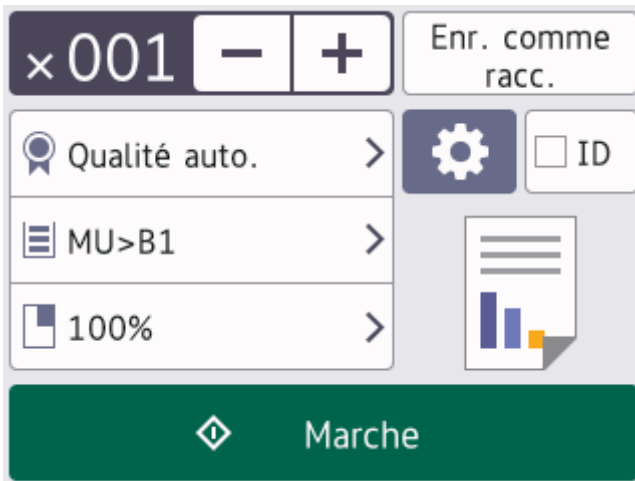 ×001 − +
Enr. comme
racc.
Qualité auto.
ID
MU>B1
100%
Marche